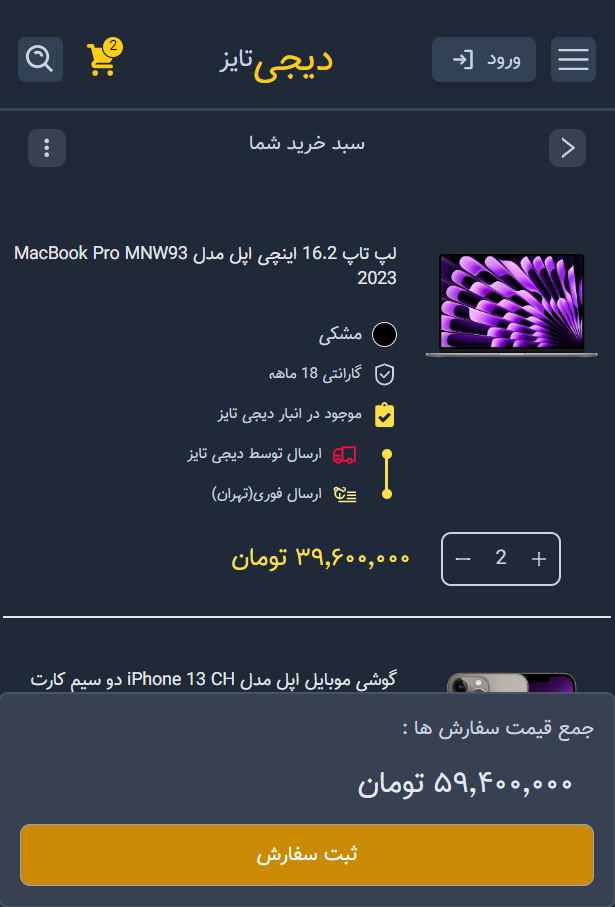 ورود
دیجی تایز
2
سبد خرید شما
لپ تاپ 16.2 اینچی اپل مدل MacBook Pro MNW93
2023
مشکی
گارانتی 18 ماهه
موجود در انبار دیجی تایز
ارسال توسط دیجی تایز
ارسال فوری(تهران)
2
۳۹,۶۰۰,۰۰۰ تومان
گوشی موبایل اپل مدل iPhone 13 CH دو سیم کارت
جمع قیمت سفارش ها :
۵۹,۴۰۰,۰۰۰ تومان
ثبت سفارش